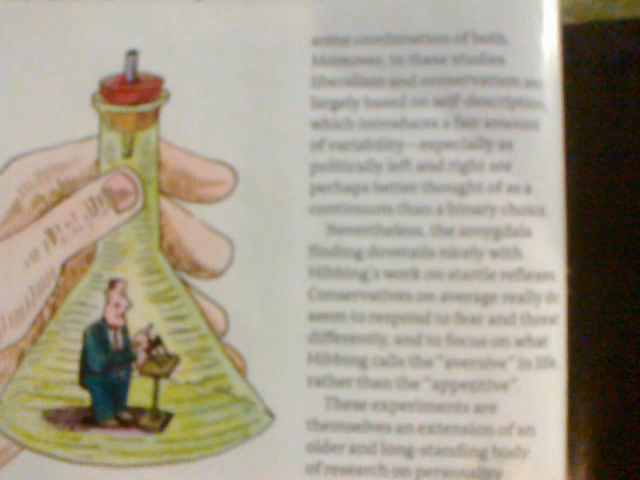 some combination of both.
Moreover, in these studies
liberalism and conservatism are
largely based on self-description,
which introduces a fair amount
of variability—especially as
politically left and right are
perhaps better thought of as a
continuum than a binary choice.
Nevertheless, the amygdala
finding dovetails nicely with
Hibbing's work on startle reflexes.
Conservatives on average really do
seem to respond to fear and threat
differently, and to focus on what
Hibbing calls the "aversive" in life
rather than the "appetitive".
These experiments are
themselves an extension of an
older and long-standing body
of research on personality